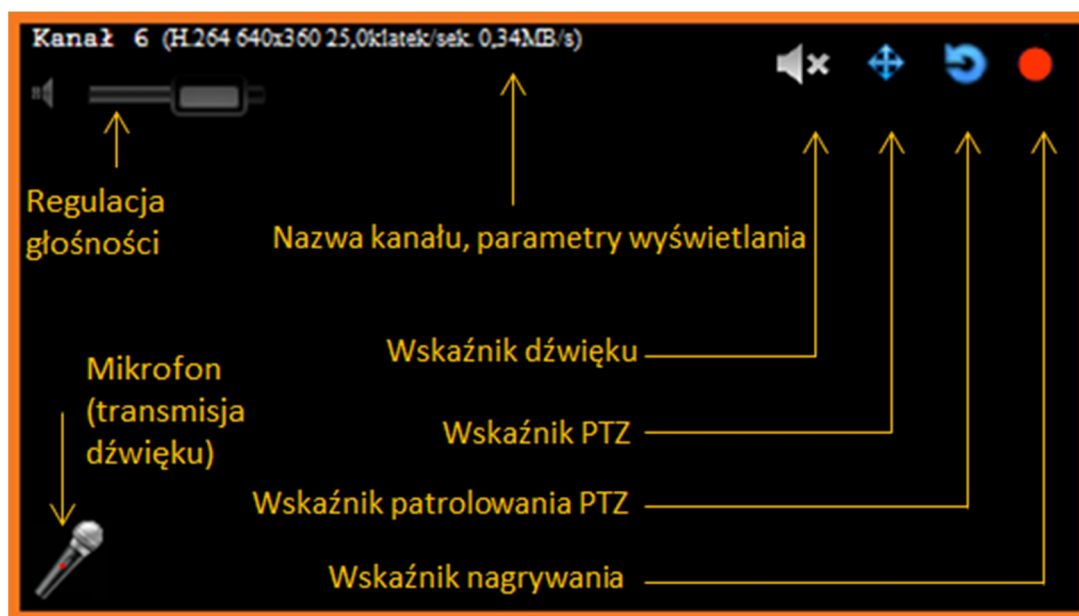 Kanał 6 (H.264 640x360 25,0klatek/sek. 0,34MB/s)
Regulacja
głośności
Nazwa kanału, parametry wyświetlania
Wskaźnik dźwięku
Mikrofon
(transmisja
dźwięku)
Wskaźnik PTZ
Wskaźnik patrolowania PTZ
Wskaźnik nagrywania